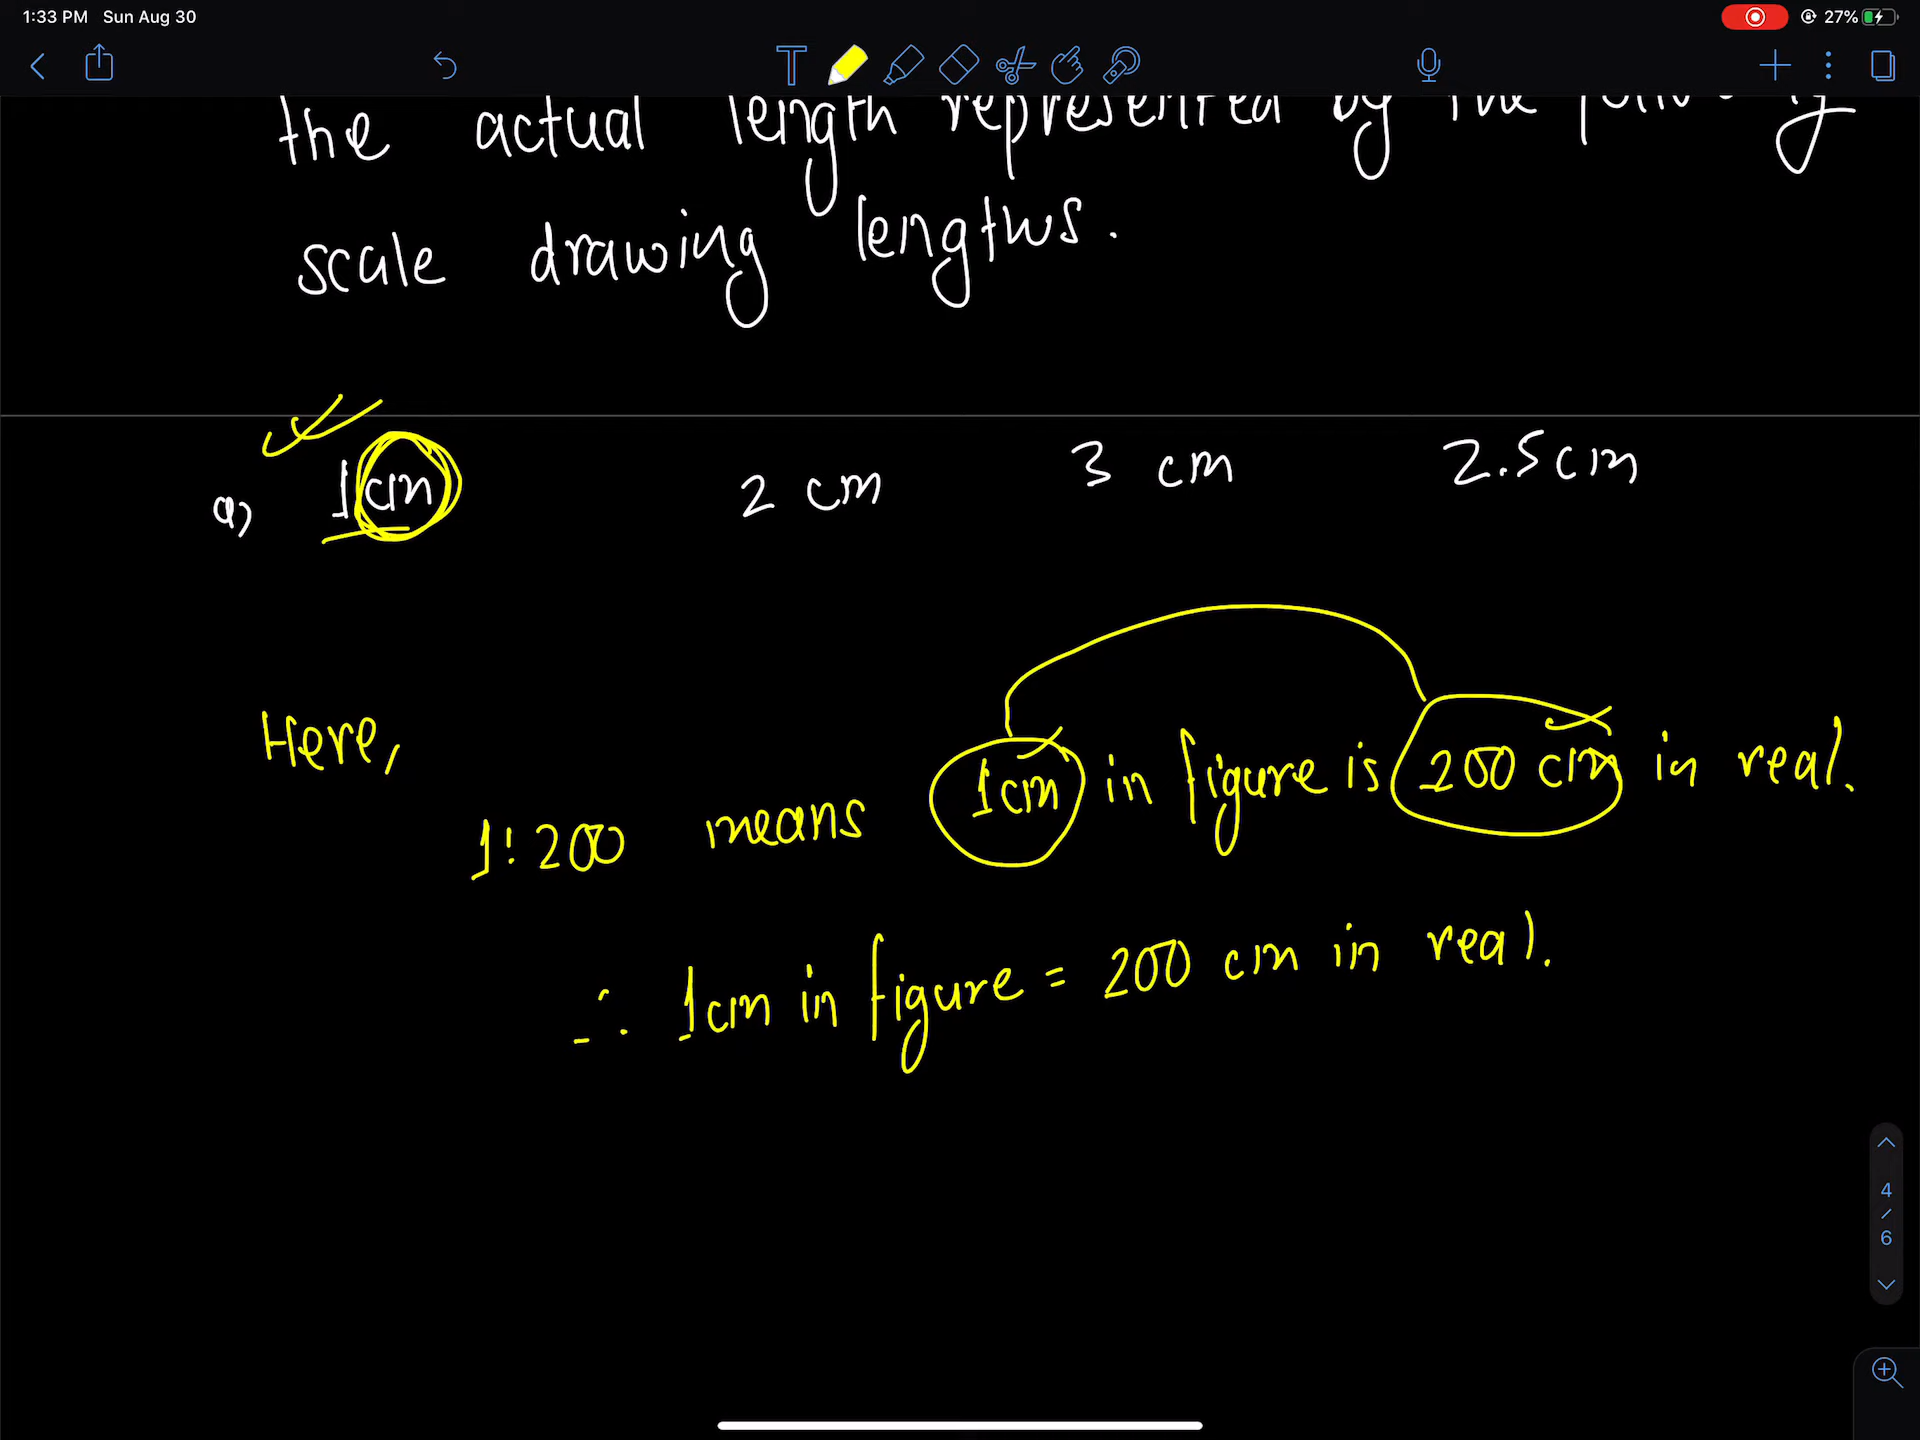 1:33 PM Sun Aug 30
27%
the actual length represented by the following
scale drawing lengths.
a) 1cm 2 cm 3 cm 2.5cm
Here,
1:200 means 1cm in figure is 200 cm in real.
∴ 1cm in figure = 200 cm in real.
4
/
6